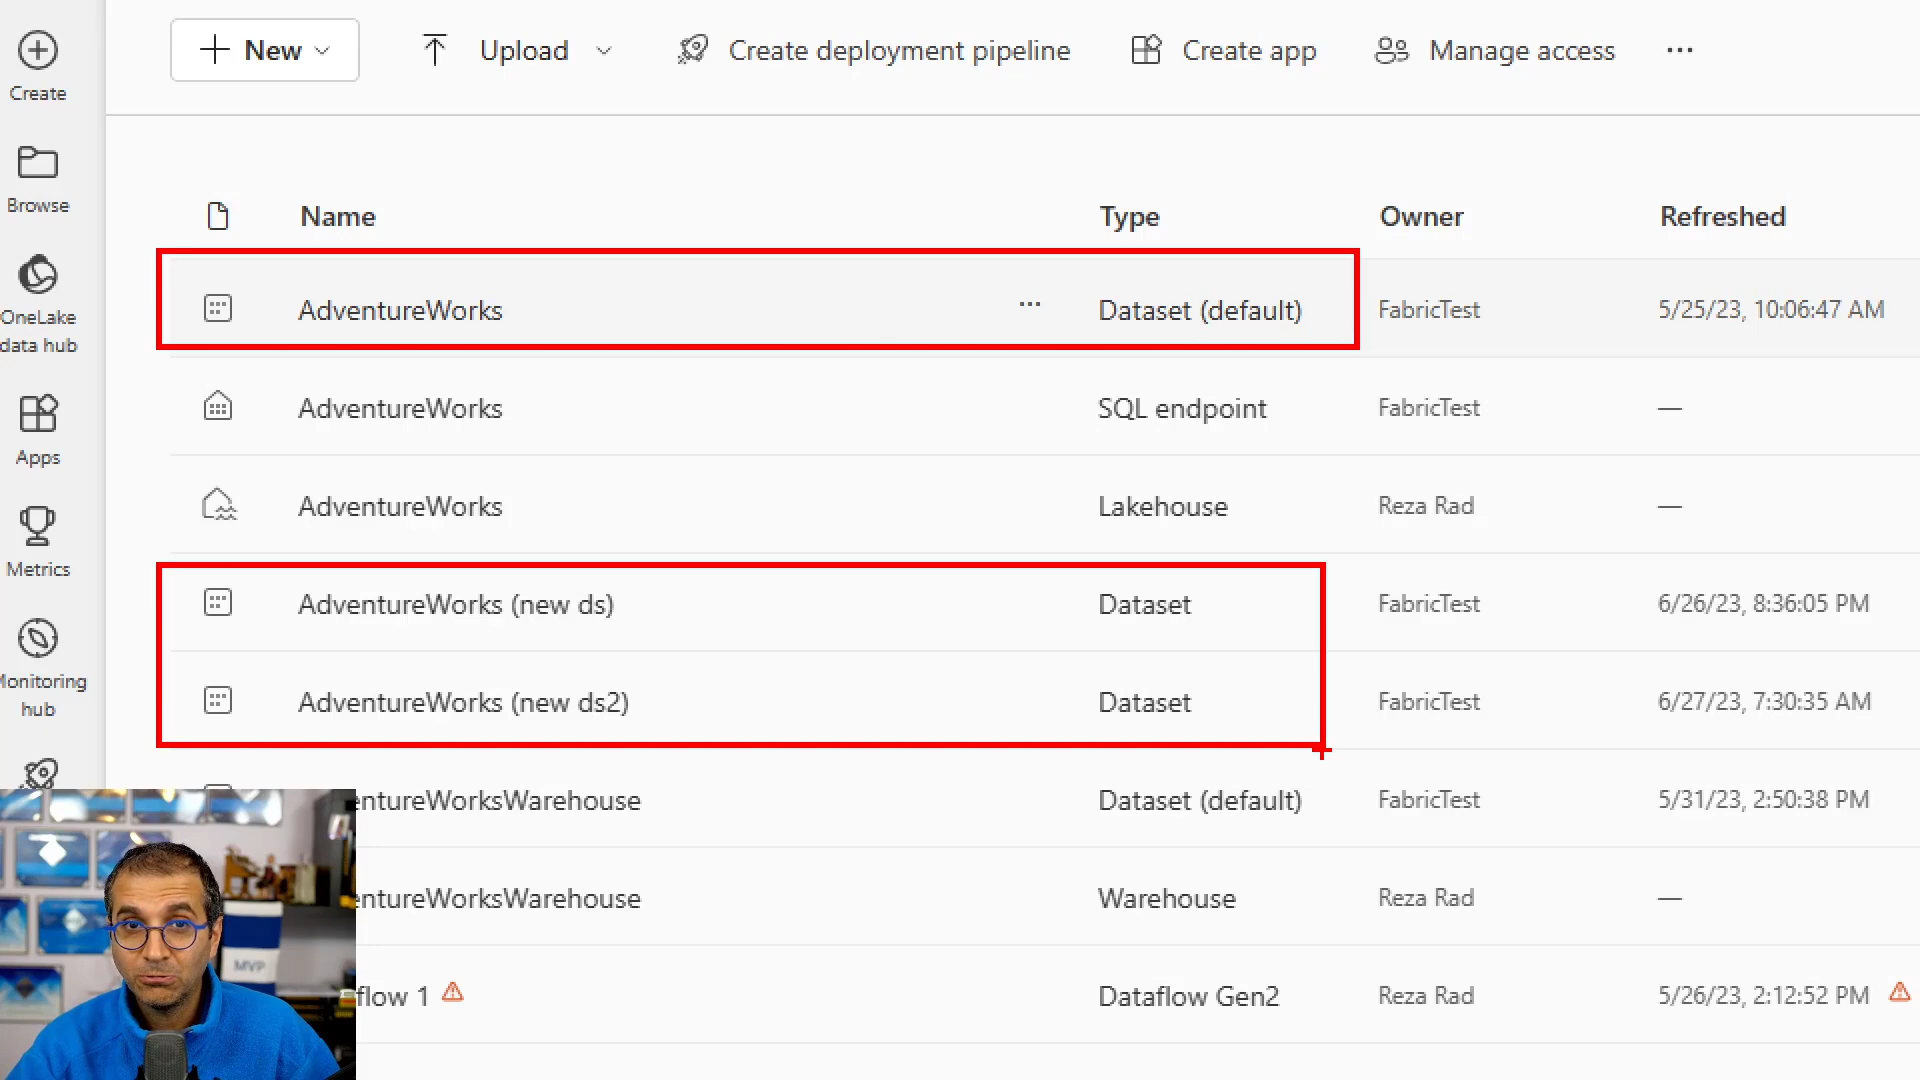 New
Upload
Create deployment pipeline
Create app
Manage access
Create
Browse
OneLake
data hub
Apps
Metrics
Monitoring
hub
Name Type Owner Refreshed
AdventureWorks Dataset (default) FabricTest 5/25/23, 10:06:47 AM
AdventureWorks SQL endpoint FabricTest —
AdventureWorks Lakehouse Reza Rad —
AdventureWorks (new ds) Dataset FabricTest 6/26/23, 8:36:05 PM
AdventureWorks (new ds2) Dataset FabricTest 6/27/23, 7:30:35 AM
entureWorksWarehouse Dataset (default) FabricTest 5/31/23, 2:50:38 PM
entureWorksWarehouse Warehouse Reza Rad —
flow 1 Dataflow Gen2 Reza Rad 5/26/23, 2:12:52 PM
MVP